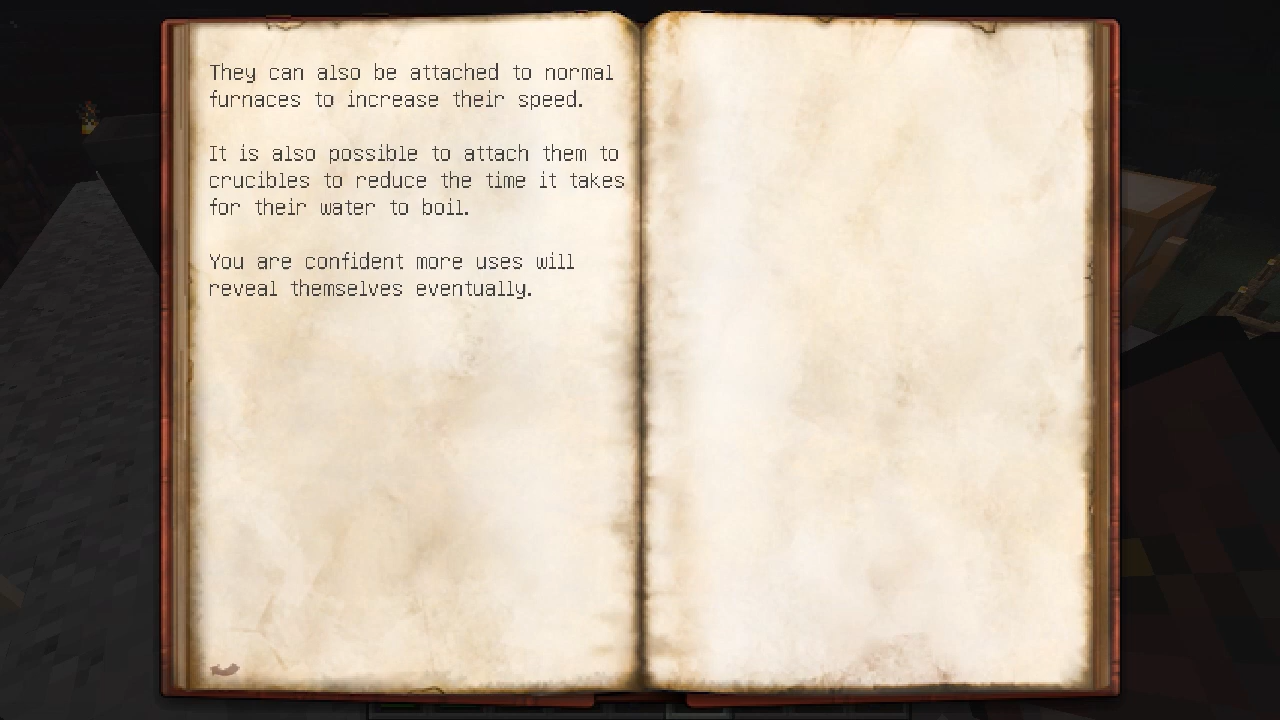 They can also be attached to normal
furnaces to increase their speed.
It is also possible to attach them to
crucibles to reduce the time it takes
for their water to boil.
You are confident more uses will
reveal themselves eventually.